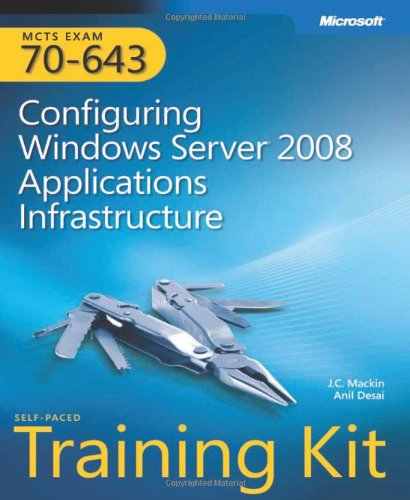 MCTS EXAM
70-643
Microsoft®
Configuring
Windows Server 2008
Applications
Infrastructure
J.C. Mackin
Anil Desai
SELF-PACED
Training Kit